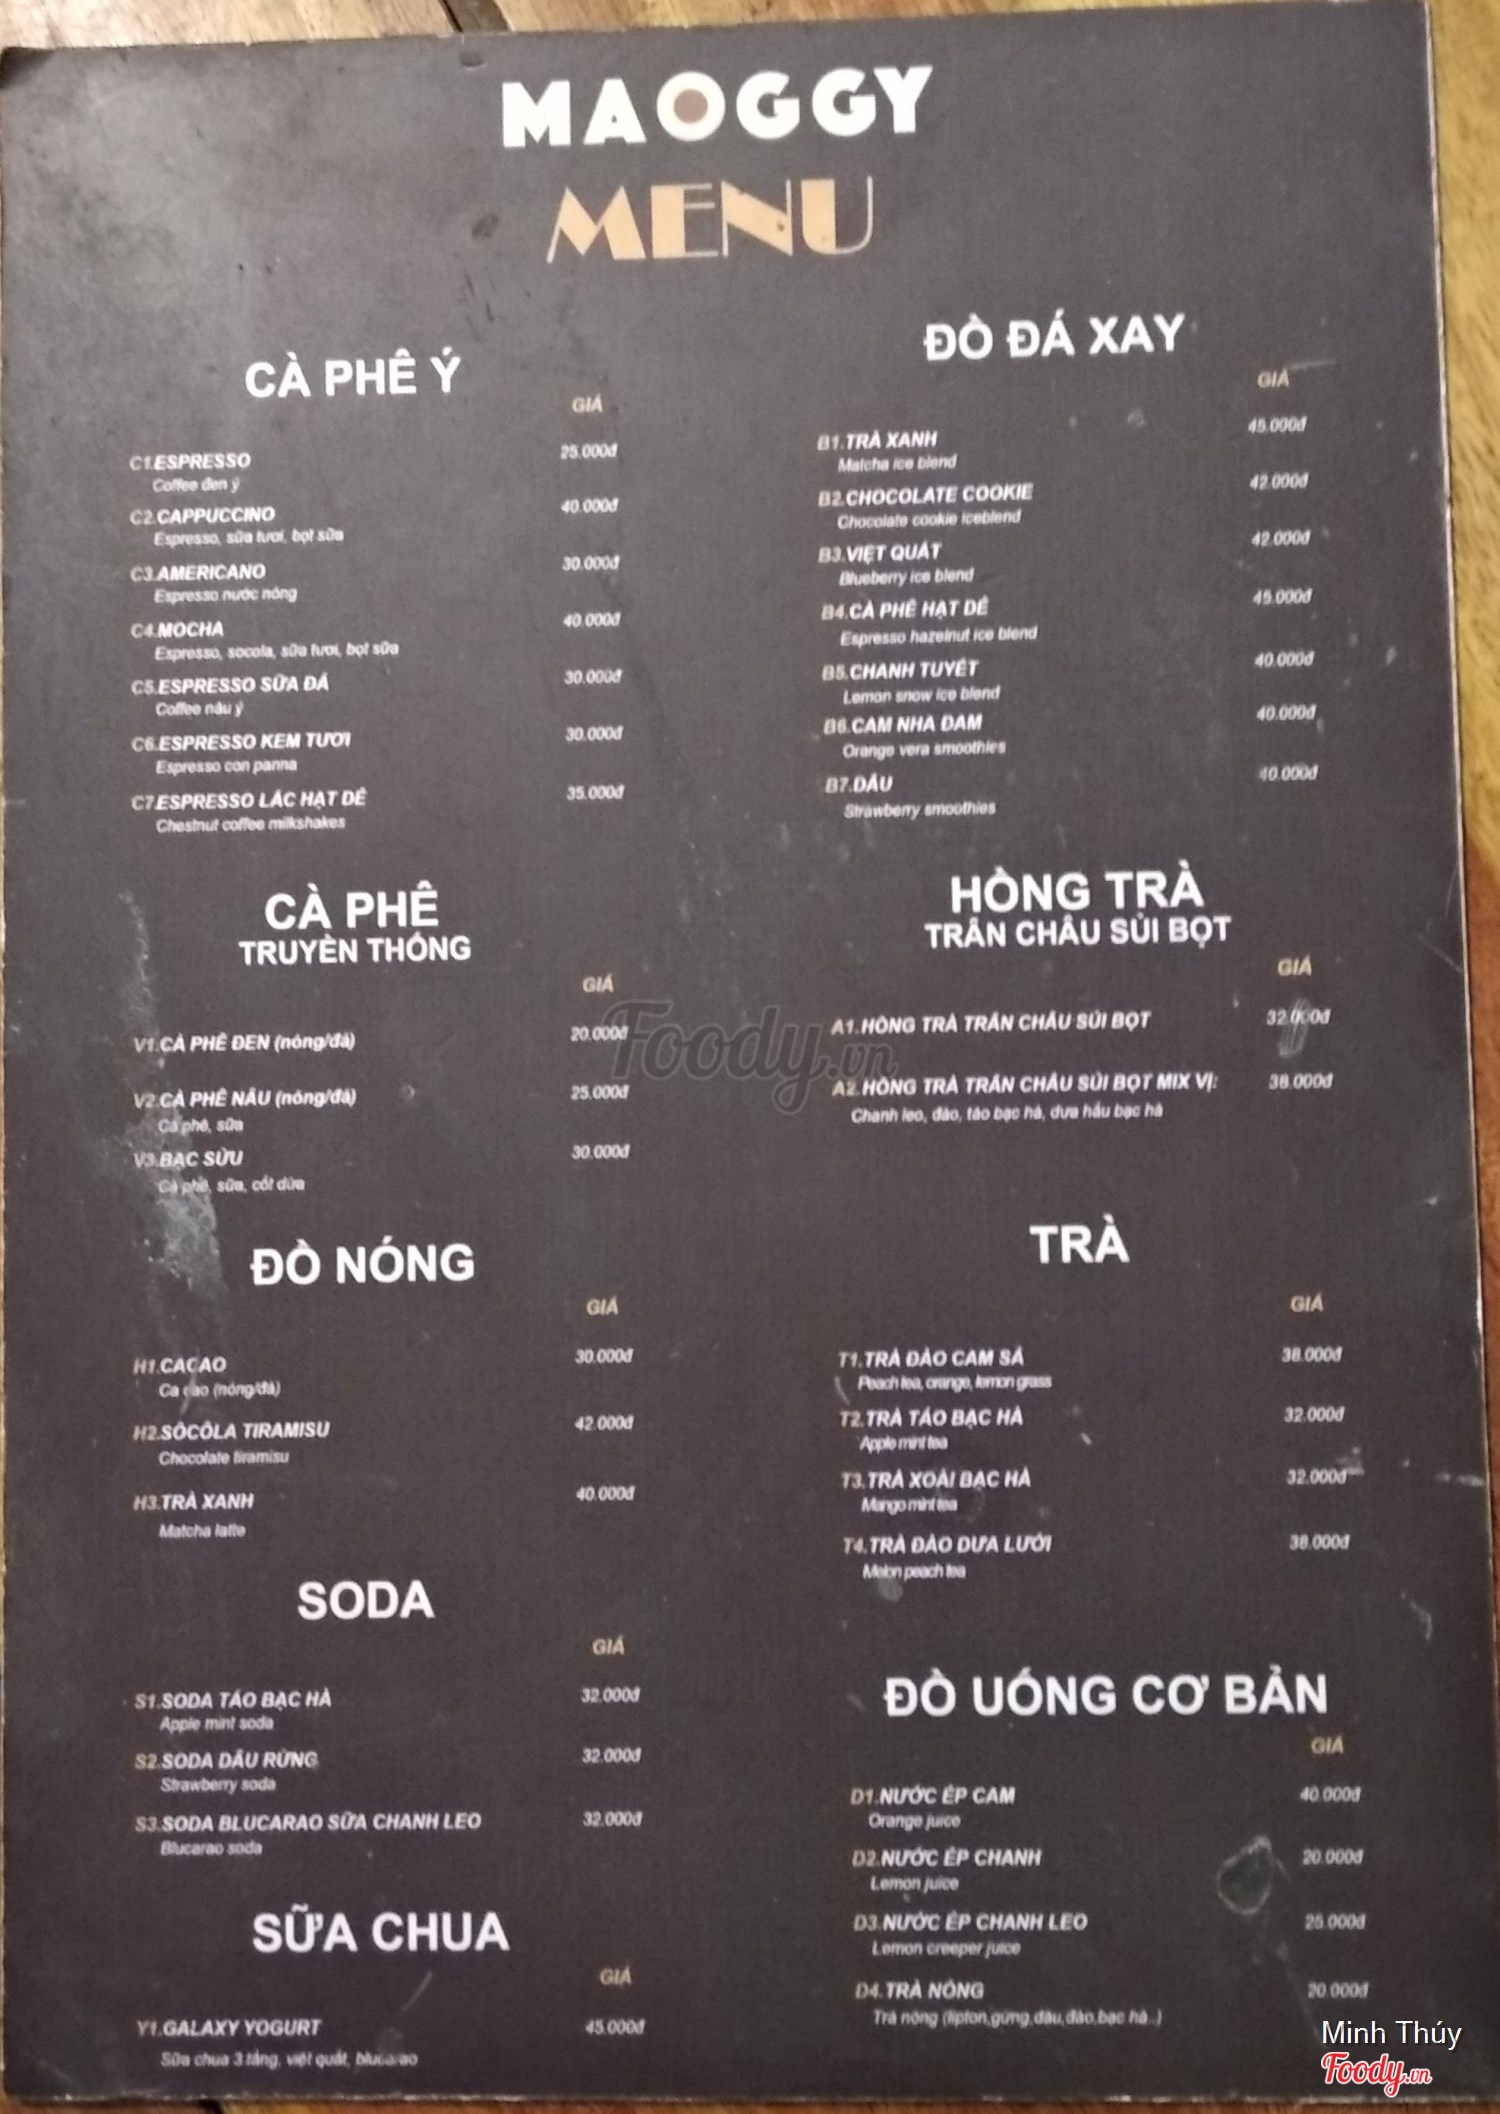 MAOGGY
MENU
CÀ PHÊ Ý
GIÁ
C1.ESPRESSO 25.000đ
Coffee đen ý
C2.CAPPUCCINO 40.000đ
Espresso, sữa tươi, bọt sữa
C3.AMERICANO 30.000đ
Espresso nước nóng
C4.MOCHA 40.000đ
Espresso, socola, sữa tươi, bọt sữa
C5.ESPRESSO SỮA ĐÁ 30.000đ
Coffee nâu ý
C6.ESPRESSO KEM TƯƠI 30.000đ
Espresso con panna
C7.ESPRESSO LẮC HẠT DẺ 35.000đ
Chestnut coffee milkshakes
CÀ PHÊ
TRUYỀN THỐNG
GIÁ
V1.CÀ PHÊ ĐEN (nóng/đá) 20.000đ
V2.CÀ PHÊ NÂU (nóng/đá) 25.000đ
Cà phê, sữa
V3.BẠC SỬU 30.000đ
Cà phê, sữa, cốt dừa
ĐỒ NÓNG
GIÁ
H1.CACAO 30.000đ
Ca cao (nóng/đá)
H2.SÔCÔLA TIRAMISU 42.000đ
Chocolate tiramisu
H3.TRÀ XANH 40.000đ
Matcha latte
SODA
GIÁ
S1.SODA TÁO BẠC HÀ 32.000đ
Apple mint soda
S2.SODA DÂU RỪNG 32.000đ
Strawberry soda
S3.SODA BLUCARAO SỮA CHANH LEO 32.000đ
Blucarao soda
SỮA CHUA
GIÁ
Y1.GALAXY YOGURT 45.000đ
Sữa chua 3 tầng, việt quất, blucarao
ĐỒ ĐÁ XAY
GIÁ
B1.TRÀ XANH 45.000đ
Matcha ice blend
B2.CHOCOLATE COOKIE 42.000đ
Chocolate cookie iceblend
B3.VIỆT QUẤT 42.000đ
Blueberry ice blend
B4.CÀ PHÊ HẠT DẺ 45.000đ
Espresso hazelnut ice blend
B5.CHANH TUYẾT 40.000đ
Lemon snow ice blend
B6.CAM NHA ĐAM 40.000đ
Orange vera smoothies
B7.DÂU 40.000đ
Strawberry smoothies
HỒNG TRÀ
TRÂN CHÂU SỦI BỌT
GIÁ
A1.HỒNG TRÀ TRÂN CHÂU SỦI BỌT 32.000đ
A2.HỒNG TRÀ TRÂN CHÂU SỦI BỌT MIX VỊ: 38.000đ
Chanh leo, đào, táo bạc hà, dưa hấu bạc hà
TRÀ
GIÁ
T1.TRÀ ĐÀO CAM SẢ 38.000đ
Peach tea, orange, lemon grass
T2.TRÀ TÁO BẠC HÀ 32.000đ
Apple mint tea
T3.TRÀ XOÀI BẠC HÀ 32.000đ
Mango mint tea
T4.TRÀ ĐÀO DƯA LƯỚI 38.000đ
Melon peach tea
ĐỒ UỐNG CƠ BẢN
GIÁ
D1.NƯỚC ÉP CAM 40.000đ
Orange juice
D2.NƯỚC ÉP CHANH 20.000đ
Lemon juice
D3.NƯỚC ÉP CHANH LEO 25.000đ
Lemon creeper juice
D4.TRÀ NÓNG 20.000đ
Trà nóng (lipton,gừng,dâu,đào,bạc hà..)
Foody.vn
Minh Thúy
Foody.vn